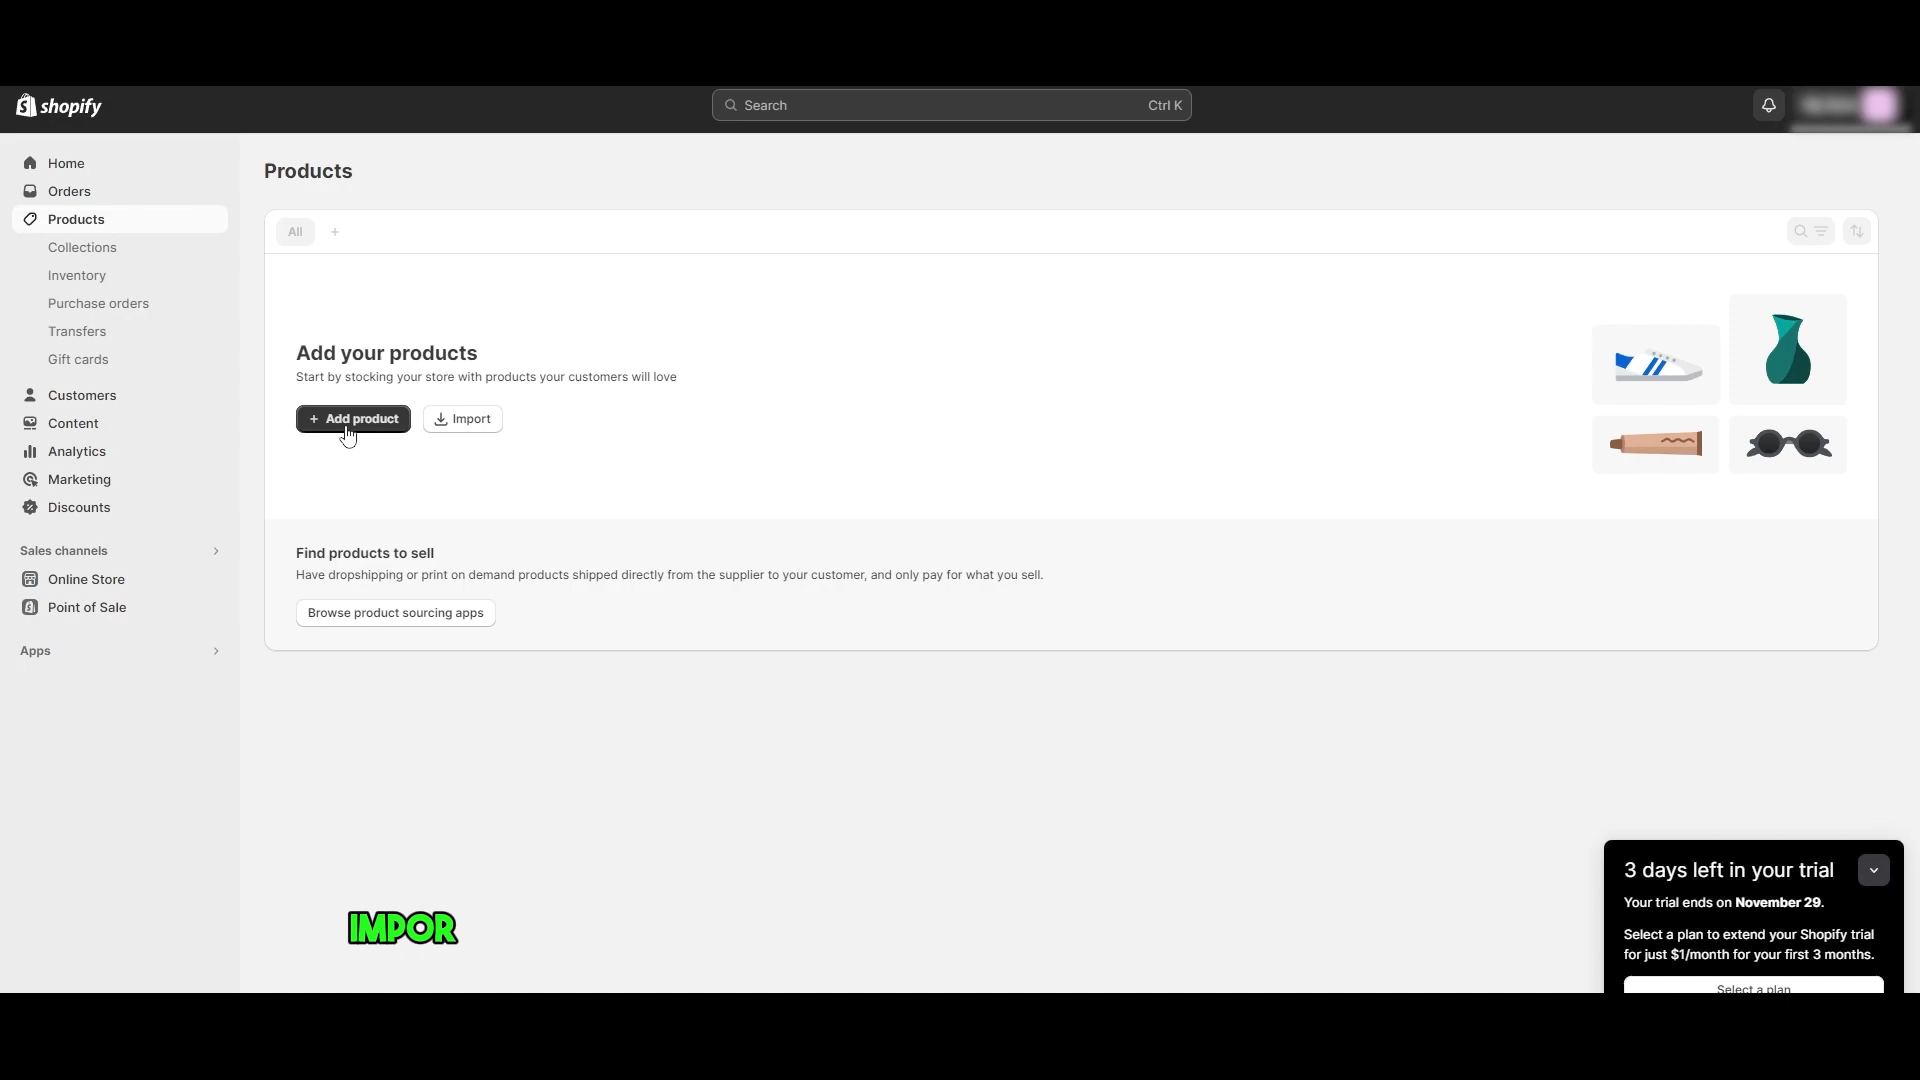 shopify
Search Ctrl K
Home
Orders
Products
Collections
Inventory
Purchase orders
Transfers
Gift cards
Customers
Content
Analytics
Marketing
Discounts
Sales channels
Online Store
Point of Sale
Apps
Products
All +
Add your products
Start by stocking your store with products your customers will love
+ Add product
Import
Find products to sell
Have dropshipping or print on demand products shipped directly from the supplier to your customer, and only pay for what you sell.
Browse product sourcing apps
IMPOR
3 days left in your trial
Your trial ends on November 29.
Select a plan to extend your Shopify trial
for just $1/month for your first 3 months.
Select a plan